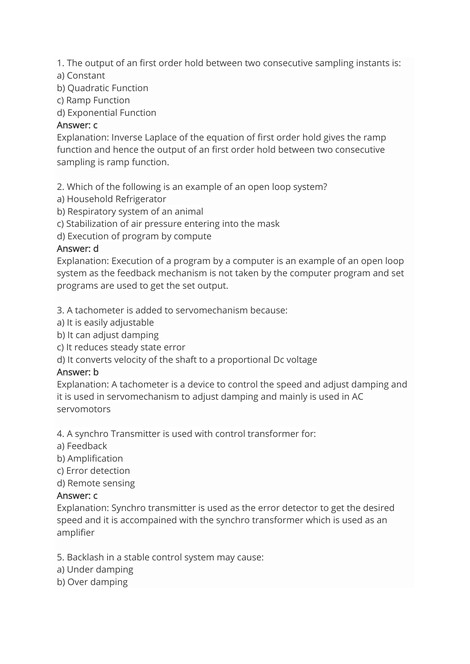 1. The output of an first order hold between two consecutive sampling instants is:
a) Constant
b) Quadratic Function
c) Ramp Function
d) Exponential Function
Answer: c
Explanation: Inverse Laplace of the equation of first order hold gives the ramp
function and hence the output of an first order hold between two consecutive
sampling is ramp function.
2. Which of the following is an example of an open loop system?
a) Household Refrigerator
b) Respiratory system of an animal
c) Stabilization of air pressure entering into the mask
d) Execution of program by compute
Answer: d
Explanation: Execution of a program by a computer is an example of an open loop
system as the feedback mechanism is not taken by the computer program and set
programs are used to get the set output.
3. A tachometer is added to servomechanism because:
a) It is easily adjustable
b) It can adjust damping
c) It reduces steady state error
d) It converts velocity of the shaft to a proportional Dc voltage
Answer: b
Explanation: A tachometer is a device to control the speed and adjust damping and
it is used in servomechanism to adjust damping and mainly is used in AC
servomotors
4. A synchro Transmitter is used with control transformer for:
a) Feedback
b) Amplification
c) Error detection
d) Remote sensing
Answer: c
Explanation: Synchro transmitter is used as the error detector to get the desired
speed and it is accompained with the synchro transformer which is used as an
amplifier
5. Backlash in a stable control system may cause:
a) Under damping
b) Over damping